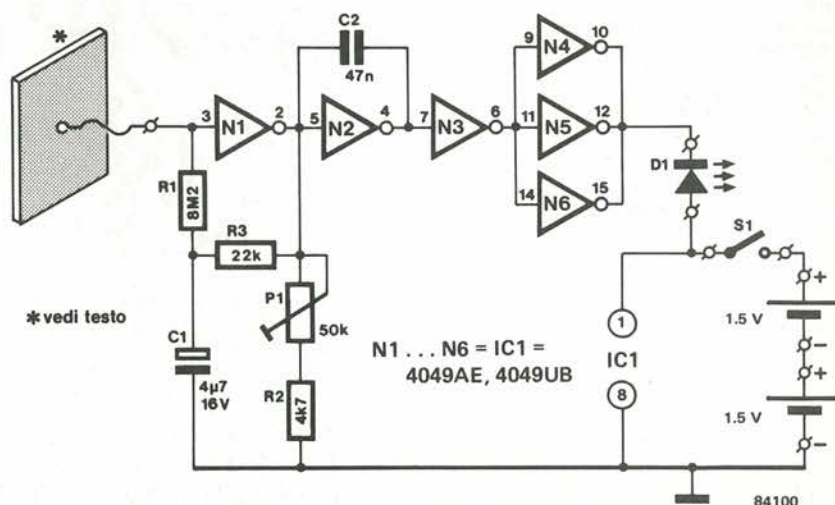 *
C2
47n
3
N1
2
5
N2
4
7
N3
6
9
N4
10
11
N5
12
14
N6
15
R1
8M2
R3
22k
D1
S1
+
1.5 V
–
+
1.5 V
–
* vedi testo
P1
50k
C1
4µ7
16V
R2
4k7
N1 . . . N6 = IC1 =
4049AE, 4049UB
1
IC1
8
84100